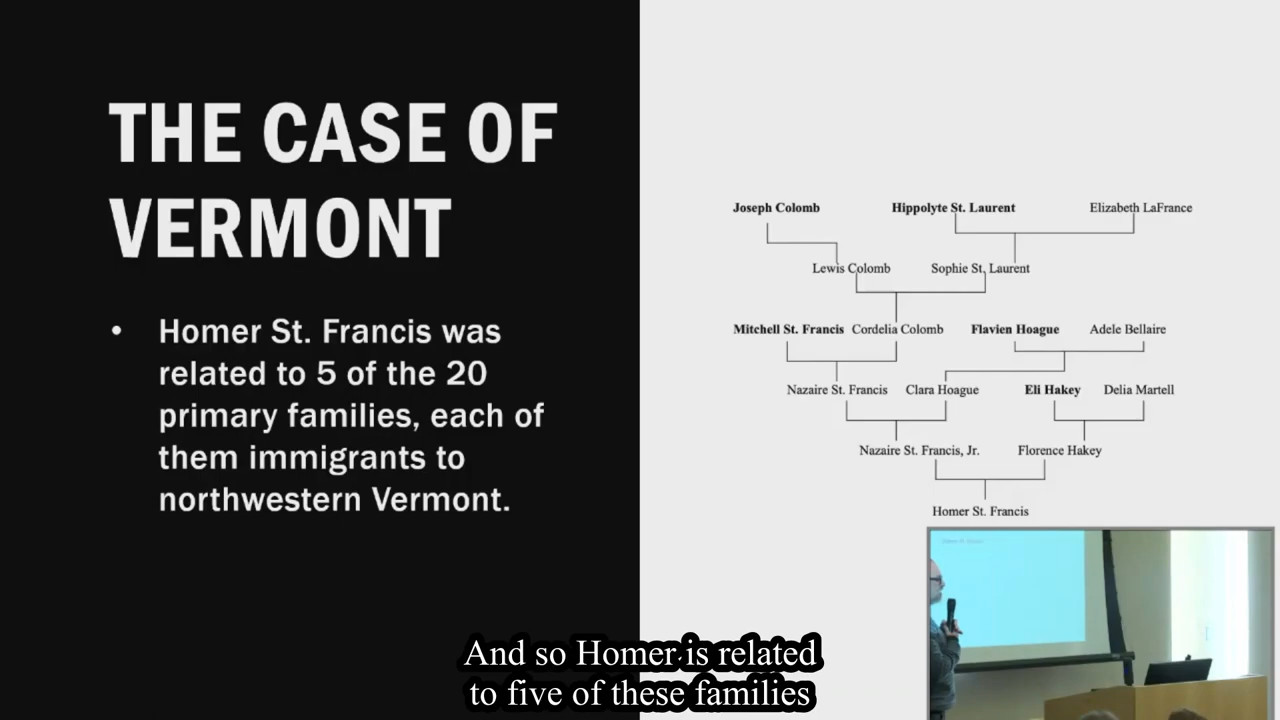 THE CASE OF
VERMONT
• Homer St. Francis was
related to 5 of the 20
primary families, each of
them immigrants to
northwestern Vermont.
Joseph Colomb Hippolyte St. Laurent Elizabeth LaFrance
Lewis Colomb Sophie St. Laurent
Mitchell St. Francis Cordelia Colomb Flavien Hoague Adele Bellaire
Nazaire St. Francis Clara Hoague Eli Hakey Delia Martell
Nazaire St. Francis, Jr. Florence Hakey
Homer St. Francis
And so Homer is related
to five of these families